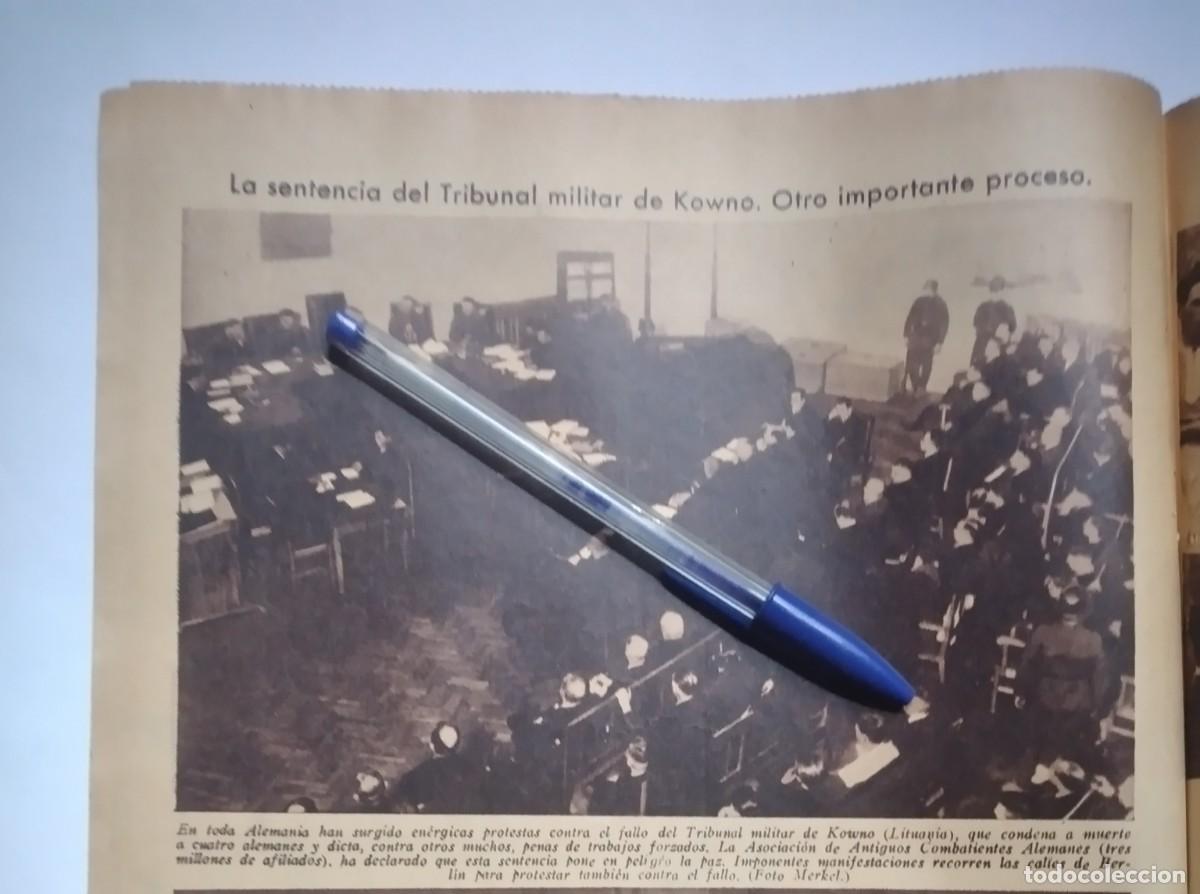 La sentencia del Tribunal militar de Kowno. Otro importante proceso.
En toda Alemania han surgido enérgicas protestas contra el fallo del Tribunal militar de Kowno (Lituania), que condena a muerte
a cuatro alemanes y dicta, contra otros muchos, penas de trabajos forzados. La Asociación de Antiguos Combatientes Alemanes (tres
millones de afiliados), ha declarado que esta sentencia pone en peligro la paz. Imponentes manifestaciones recorren las calles de Ber-
lín para protestar también contra el fallo. (Foto Merkel.)
todocoleccion